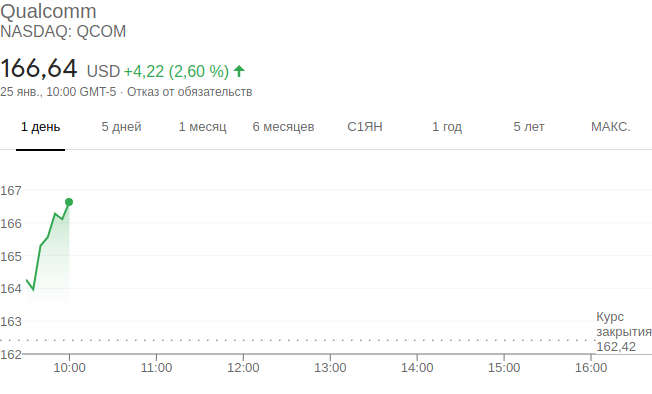 Qualcomm
NASDAQ: QCOM
166,64 USD +4,22 (2,60 %)
25 янв., 10:00 GMT-5 · Отказ от обязательств
1 день 5 дней 1 месяц 6 месяцев С1ЯН 1 год 5 лет МАКС.
167
166
165
164
163
Курс
закрытия
162,42
162
10:00 11:00 12:00 13:00 14:00 15:00 16:00